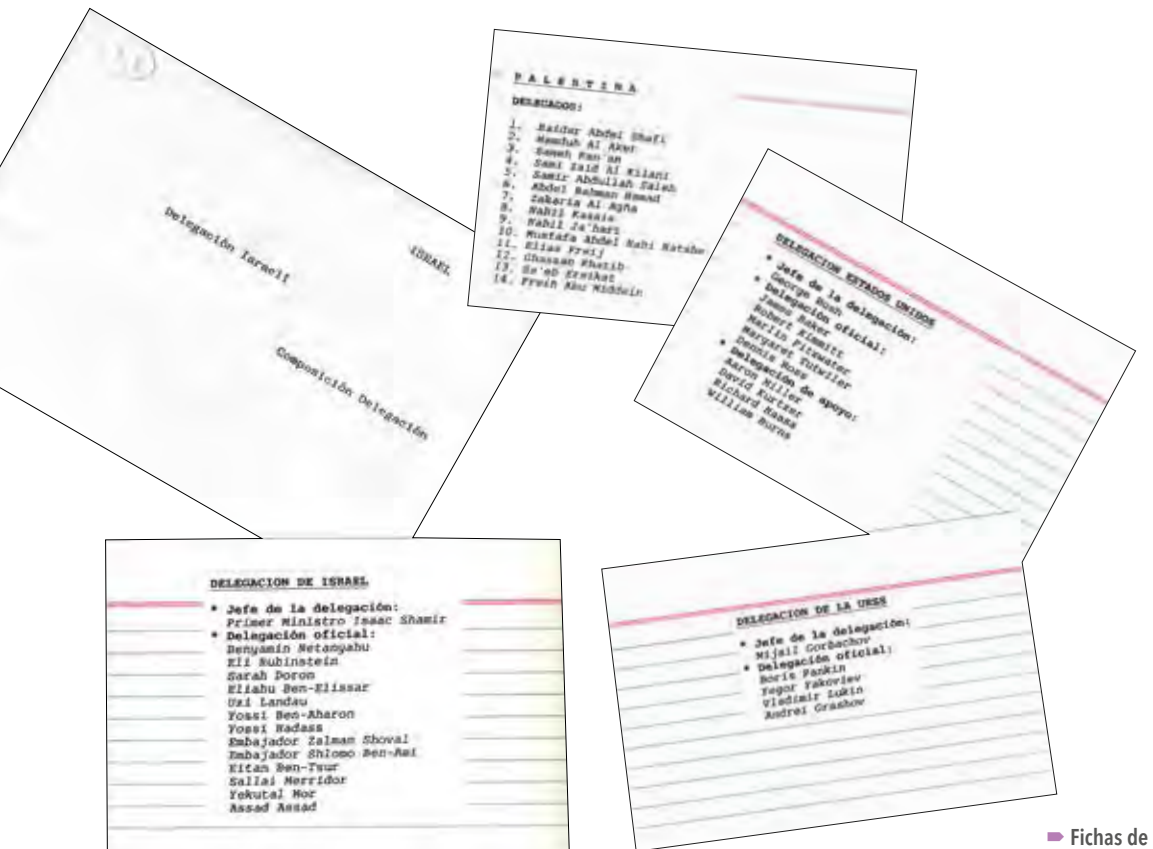 Delegación Israelí
ISRAEL
Composición Delegación
PALESTINA
DELEGADOS:
1. Haidar Abdel Shafi
2. Mamduh Al Aker
3. Sameh Kan'an
4. Sami Zaid Al Kilani
5. Samir Abdullah Saleh
6. Abdel Rahman Hamad
7. Zakaria Al Agha
8. Nabil Kassis
9. Nabil Ja'bari
10. Mustafa Abdel Nabi Natshe
11. Elias Freij
12. Ghassan Khatib
13. Sa'eb Ereikat
14. Freih Abu Middein
DELEGACION ESTADOS UNIDOS
* Jefe de la delegación:
George Bush
* Delegación oficial:
James Baker
Robert Kimmitt
Marlin Fitzwater
Margaret Tutwiler
Dennis Ross
* Delegación de apoyo:
Aaron Miller
David Kurtzer
Richard Haass
William Burns
DELEGACION DE ISRAEL
* Jefe de la delegación:
Primer Ministro Isaac Shamir
* Delegación oficial:
Benyamin Netanyahu
Eli Rubinstein
Sarah Doron
Eliahu Ben-Elissar
Uzi Landau
Yossi Ben-Aharon
Yossi Hadass
Embajador Zalman Shoval
Embajador Shlomo Ben-Ami
Eitan Ben-Tsur
Sallai Merridor
Yekutal Mor
Assad Assad
DELEGACION DE LA URSS
* Jefe de la delegación:
Mijail Gorbachov
* Delegación oficial:
Boris Pankin
Yegor Yakovlev
Vladimir Lukin
Andrei Grashov
Fichas de